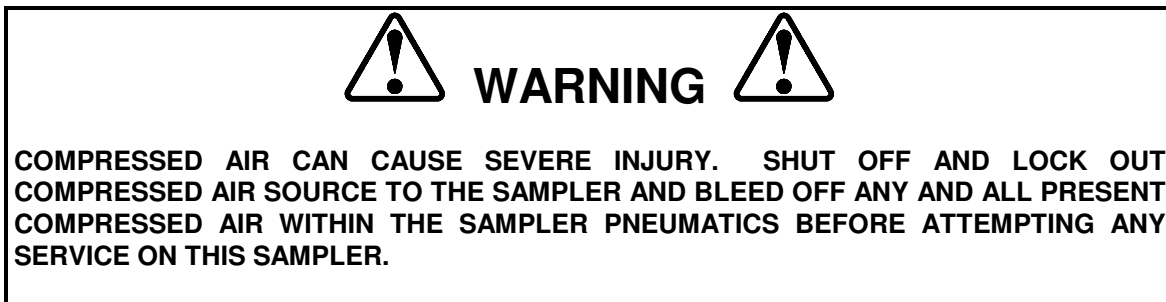 WARNING
COMPRESSED AIR CAN CAUSE SEVERE INJURY. SHUT OFF AND LOCK OUT
COMPRESSED AIR SOURCE TO THE SAMPLER AND BLEED OFF ANY AND ALL PRESENT
COMPRESSED AIR WITHIN THE SAMPLER PNEUMATICS BEFORE ATTEMPTING ANY
SERVICE ON THIS SAMPLER.